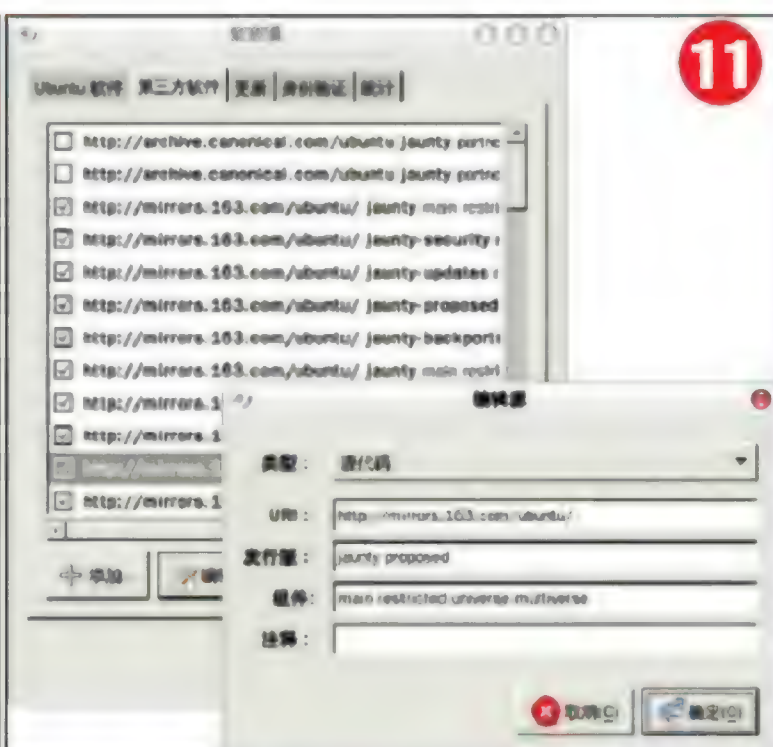 11
软件源
Ubuntu 软件 第三方软件 更新 身份验证 统计
http://archive.canonical.com/ubuntu jaunty partne
http://archive.canonical.com/ubuntu jaunty partne
http://mirrors.163.com/ubuntu/ jaunty main restri
http://mirrors.163.com/ubuntu/ jaunty-security
http://mirrors.163.com/ubuntu/ jaunty-updates
http://mirrors.163.com/ubuntu/ jaunty-proposed
http://mirrors.163.com/ubuntu/ jaunty-backports
http://mirrors.163.com/ubuntu/ jaunty main restri
http://mirrors.1
http://mirrors.1
http://mirrors.1
添加
编辑源
类型： 源代码
URI： http://mirrors.163.com/ubuntu/
发行版： jaunty-proposed
组件： main restricted universe multiverse
注释：
取消(C) 确定(O)